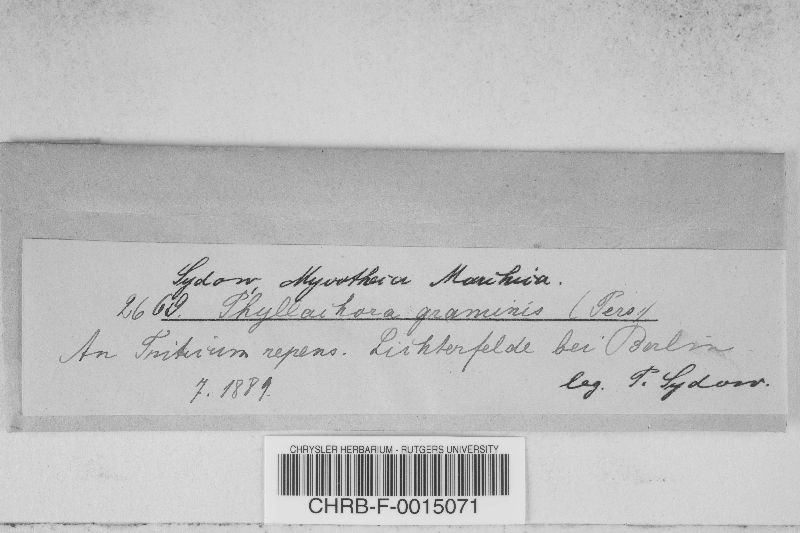 Sydow, Mycotheca Marchica.
2669. Phyllachora graminis (Pers.)
An Triticum repens. Lichterfelde bei Berlin
7. 1889.
leg. P. Sydow.
CHRYSLER HERBARIUM - RUTGERS UNIVERSITY
CHRB-F-0015071